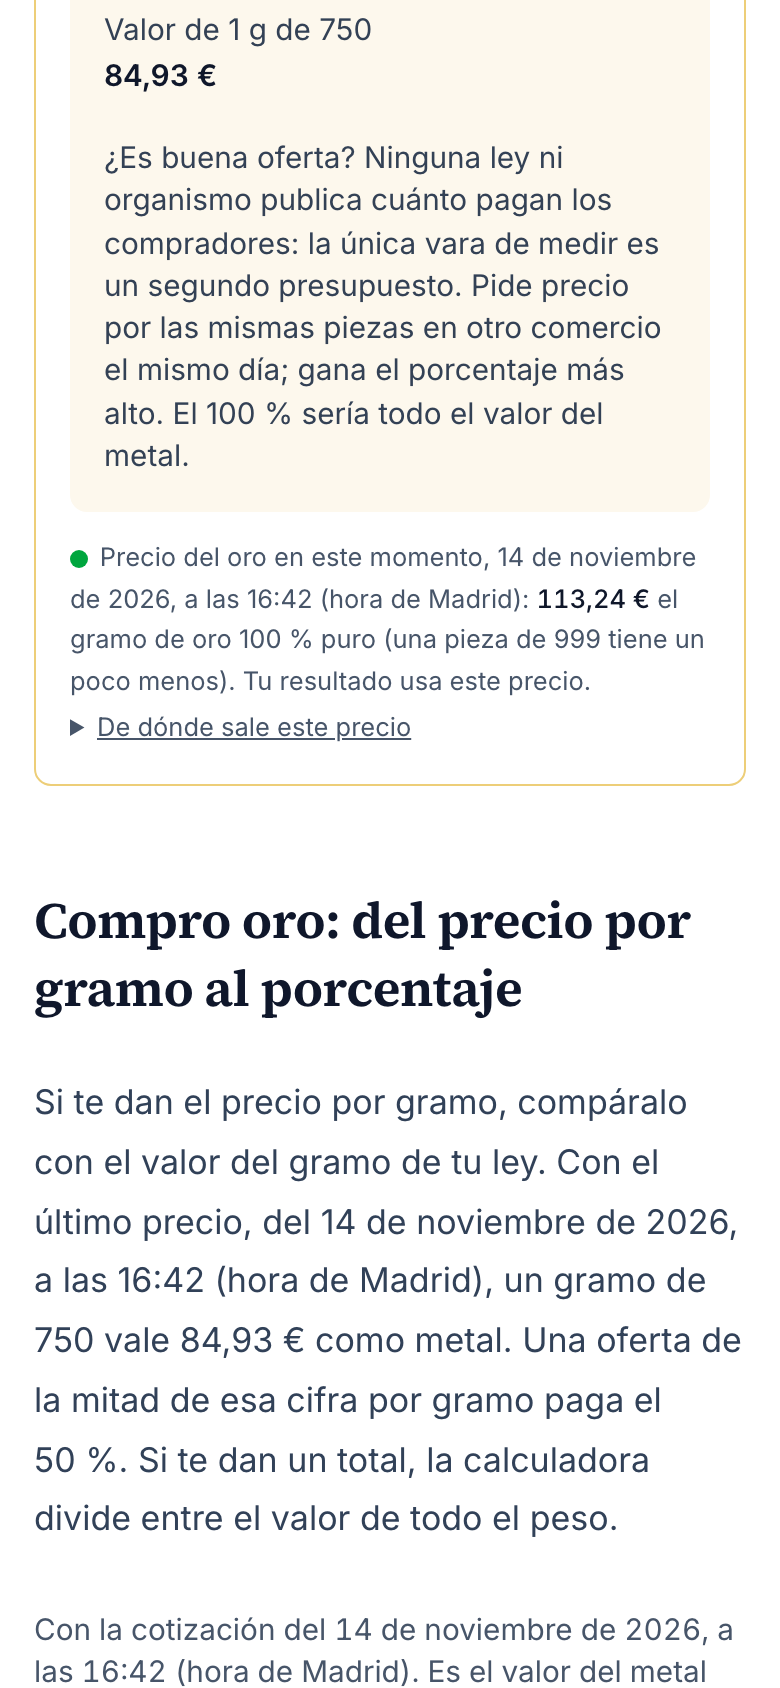 Valor de 1 g de 750
84,93 €
¿Es buena oferta? Ninguna ley ni
organismo publica cuánto pagan los
compradores: la única vara de medir es
un segundo presupuesto. Pide precio
por las mismas piezas en otro comercio
el mismo día; gana el porcentaje más
alto. El 100 % sería todo el valor del
metal.
Precio del oro en este momento, 14 de noviembre
de 2026, a las 16:42 (hora de Madrid): 113,24 € el
gramo de oro 100 % puro (una pieza de 999 tiene un
poco menos). Tu resultado usa este precio.
De dónde sale este precio
Compro oro: del precio por
gramo al porcentaje
Si te dan el precio por gramo, compáralo
con el valor del gramo de tu ley. Con el
último precio, del 14 de noviembre de 2026,
a las 16:42 (hora de Madrid), un gramo de
750 vale 84,93 € como metal. Una oferta de
la mitad de esa cifra por gramo paga el
50 %. Si te dan un total, la calculadora
divide entre el valor de todo el peso.
Con la cotización del 14 de noviembre de 2026, a
las 16:42 (hora de Madrid). Es el valor del metal